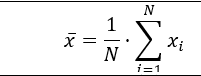 x̄ = 1/N · ∑_{i=1}^{N} x_i